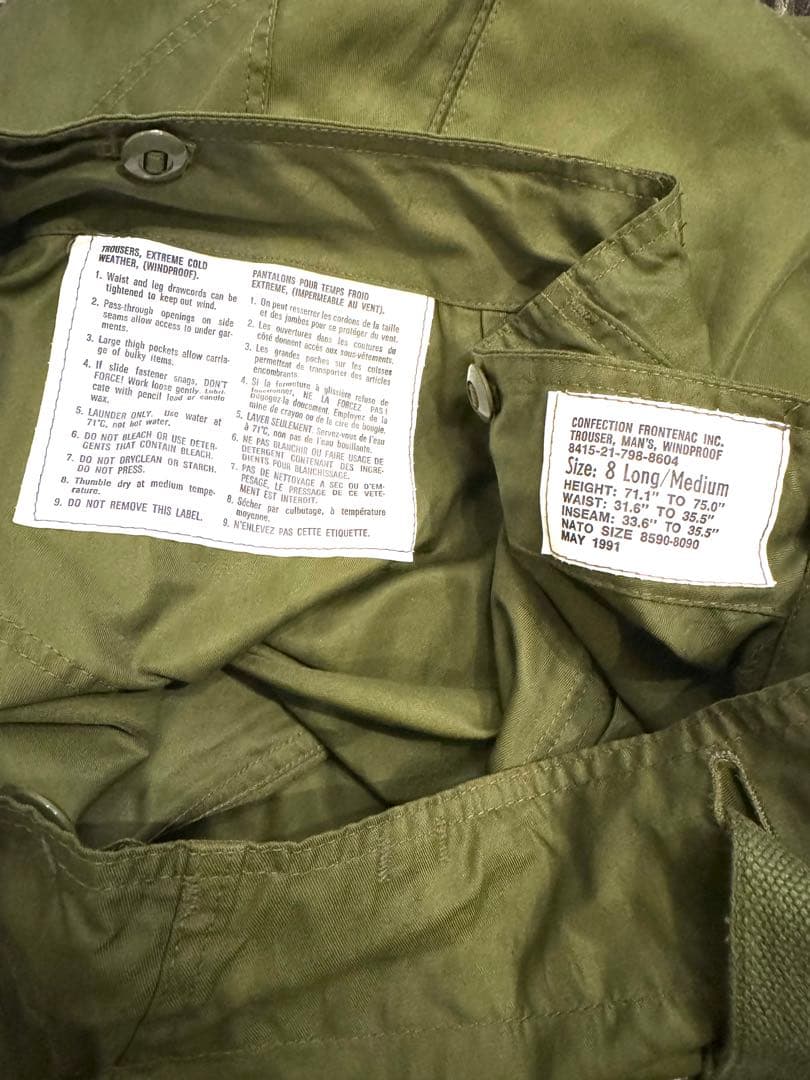 TROUSERS, EXTREME COLD
WEATHER, (WINDPROOF).
1. Waist and leg drawcords can be
tightened to keep out wind.
2. Pass-through openings on side
seams allow access to under gar-
ments.
3. Large thigh pockets allow carria-
ge of bulky items.
4. If slide fastener snags, DON'T
FORCE! Work loose gently. Lubri-
cate with pencil lead or candle
wax.
5. LAUNDER ONLY. Use water at
71°C, not hot water.
6. DO NOT BLEACH OR USE DETER-
GENTS THAT CONTAIN BLEACH.
7. DO NOT DRYCLEAN OR STARCH.
DO NOT PRESS.
8. Thumble dry at medium tempe-
rature.
9. DO NOT REMOVE THIS LABEL.
PANTALONS POUR TEMPS FROID
EXTREME, (IMPERMEABLE AU VENT).
1. On peut resserrer les cordons de la taille
et des jambes pour ce protéger du vent.
2. Les ouvertures dans les coutures du
côté donnent accès aux sous-vêtements.
3. Les grandes poches sur les cuisses
permettent de transporter des articles
encombrants.
4. Si la fermeture à glissière refuse de
fonctionner, NE LA FORCEZ PAS!
Dégagez-la doucement. Employez de la
mine de crayon ou de la cire de bougie.
5. LAVER SEULEMENT. Servez-vous de l'eau
à 71°C, non pas de l'eau bouillante.
6. NE PAS BLANCHIR OU FAIRE USAGE DE
DETERGENT CONTENANT DES INGRE-
DIENTS POUR BLANCHISSAGE.
7. PAS DE NETTOYAGE A SEC OU D'EM-
PESAGE, LE PRESSAGE DE CE VETE-
MENT EST INTERDIT.
8. Sécher par culbutage, à température
moyenne.
9. N'ENLEVEZ PAS CETTE ETIQUETTE.
CONFECTION FRONTENAC INC.
TROUSER, MAN'S, WINDPROOF
8415-21-798-8604
Size: 8 Long/Medium
HEIGHT: 71.1" TO 75.0"
WAIST: 31.6" TO 35.5"
INSEAM: 33.6" TO 35.5"
NATO SIZE 8590-8090
MAY 1991